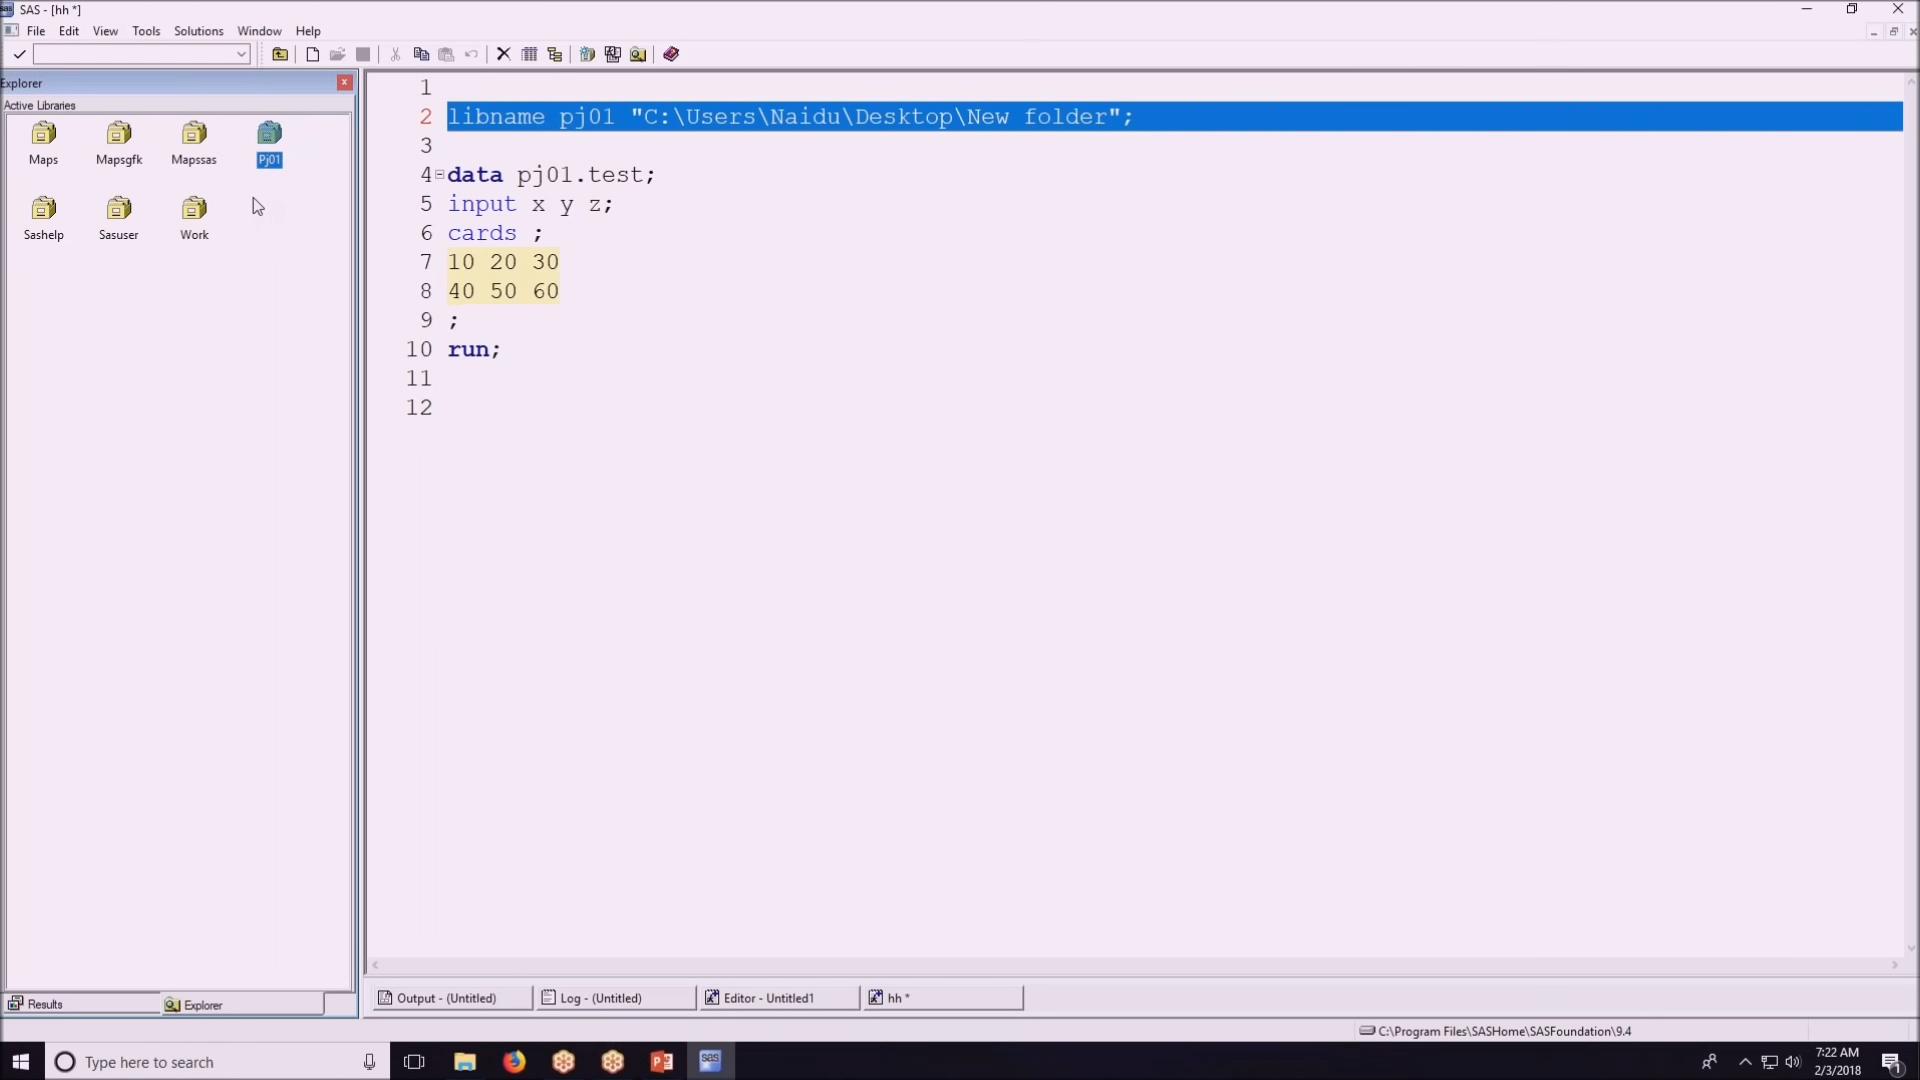 SAS - [hh *]
File Edit View Tools Solutions Window Help
Explorer
Active Libraries
Maps Mapsgfk Mapssas Pj01
Sashelp Sasuser Work
1
2 libname pj01 "C:\Users\Naidu\Desktop\New folder";
3
4 data pj01.test;
5 input x y z;
6 cards ;
7 10 20 30
8 40 50 60
9 ;
10 run;
11
12
Results Explorer
Output - (Untitled) Log - (Untitled) Editor - Untitled1 hh *
C:\Program Files\SASHome\SASFoundation\9.4
Type here to search
7:22 AM
2/3/2018